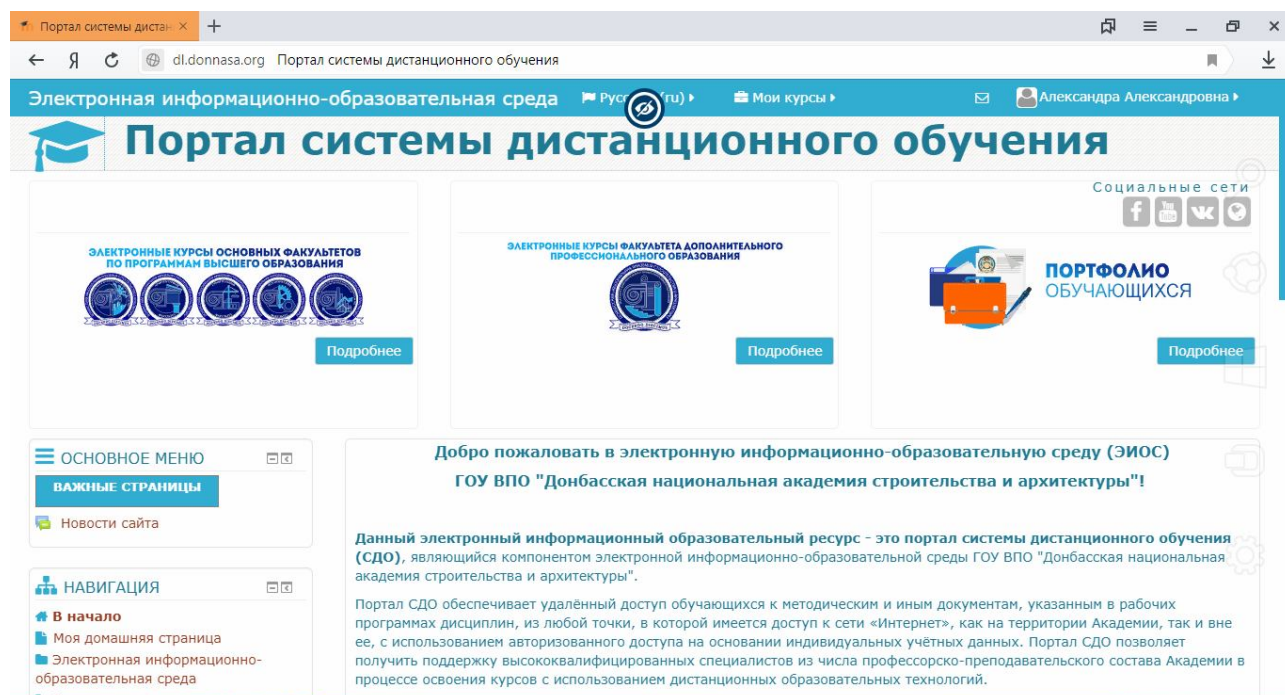 Портал системы дистан
dl.donnasa.org Портал системы дистанционного обучения
Электронная информационно-образовательная среда
Мои курсы
Александра Александровна
Портал системы дистанционного обучения
Социальные сети
ЭЛЕКТРОННЫЕ КУРСЫ ОСНОВНЫХ ФАКУЛЬТЕТОВ
ПО ПРОГРАММАМ ВЫСШЕГО ОБРАЗОВАНИЯ
Подробнее
ЭЛЕКТРОННЫЕ КУРСЫ ФАКУЛЬТЕТА ДОПОЛНИТЕЛЬНОГО
ПРОФЕССИОНАЛЬНОГО ОБРАЗОВАНИЯ
Подробнее
ПОРТФОЛИО
ОБУЧАЮЩИХСЯ
Подробнее
ОСНОВНОЕ МЕНЮ
ВАЖНЫЕ СТРАНИЦЫ
Новости сайта
НАВИГАЦИЯ
В начало
Моя домашняя страница
Электронная информационно-
образовательная среда
Добро пожаловать в электронную информационно-образовательную среду (ЭИОС)
ГОУ ВПО "Донбасская национальная академия строительства и архитектуры"!
Данный электронный информационный образовательный ресурс - это портал системы дистанционного обучения
(СДО), являющийся компонентом электронной информационно-образовательной среды ГОУ ВПО "Донбасская национальная
академия строительства и архитектуры".
Портал СДО обеспечивает удалённый доступ обучающихся к методическим и иным документам, указанным в рабочих
программах дисциплин, из любой точки, в которой имеется доступ к сети «Интернет», как на территории Академии, так и вне
ее, с использованием авторизованного доступа на основании индивидуальных учётных данных. Портал СДО позволяет
получить поддержку высококвалифицированных специалистов из числа профессорско-преподавательского состава Академии в
процессе освоения курсов с использованием дистанционных образовательных технологий.